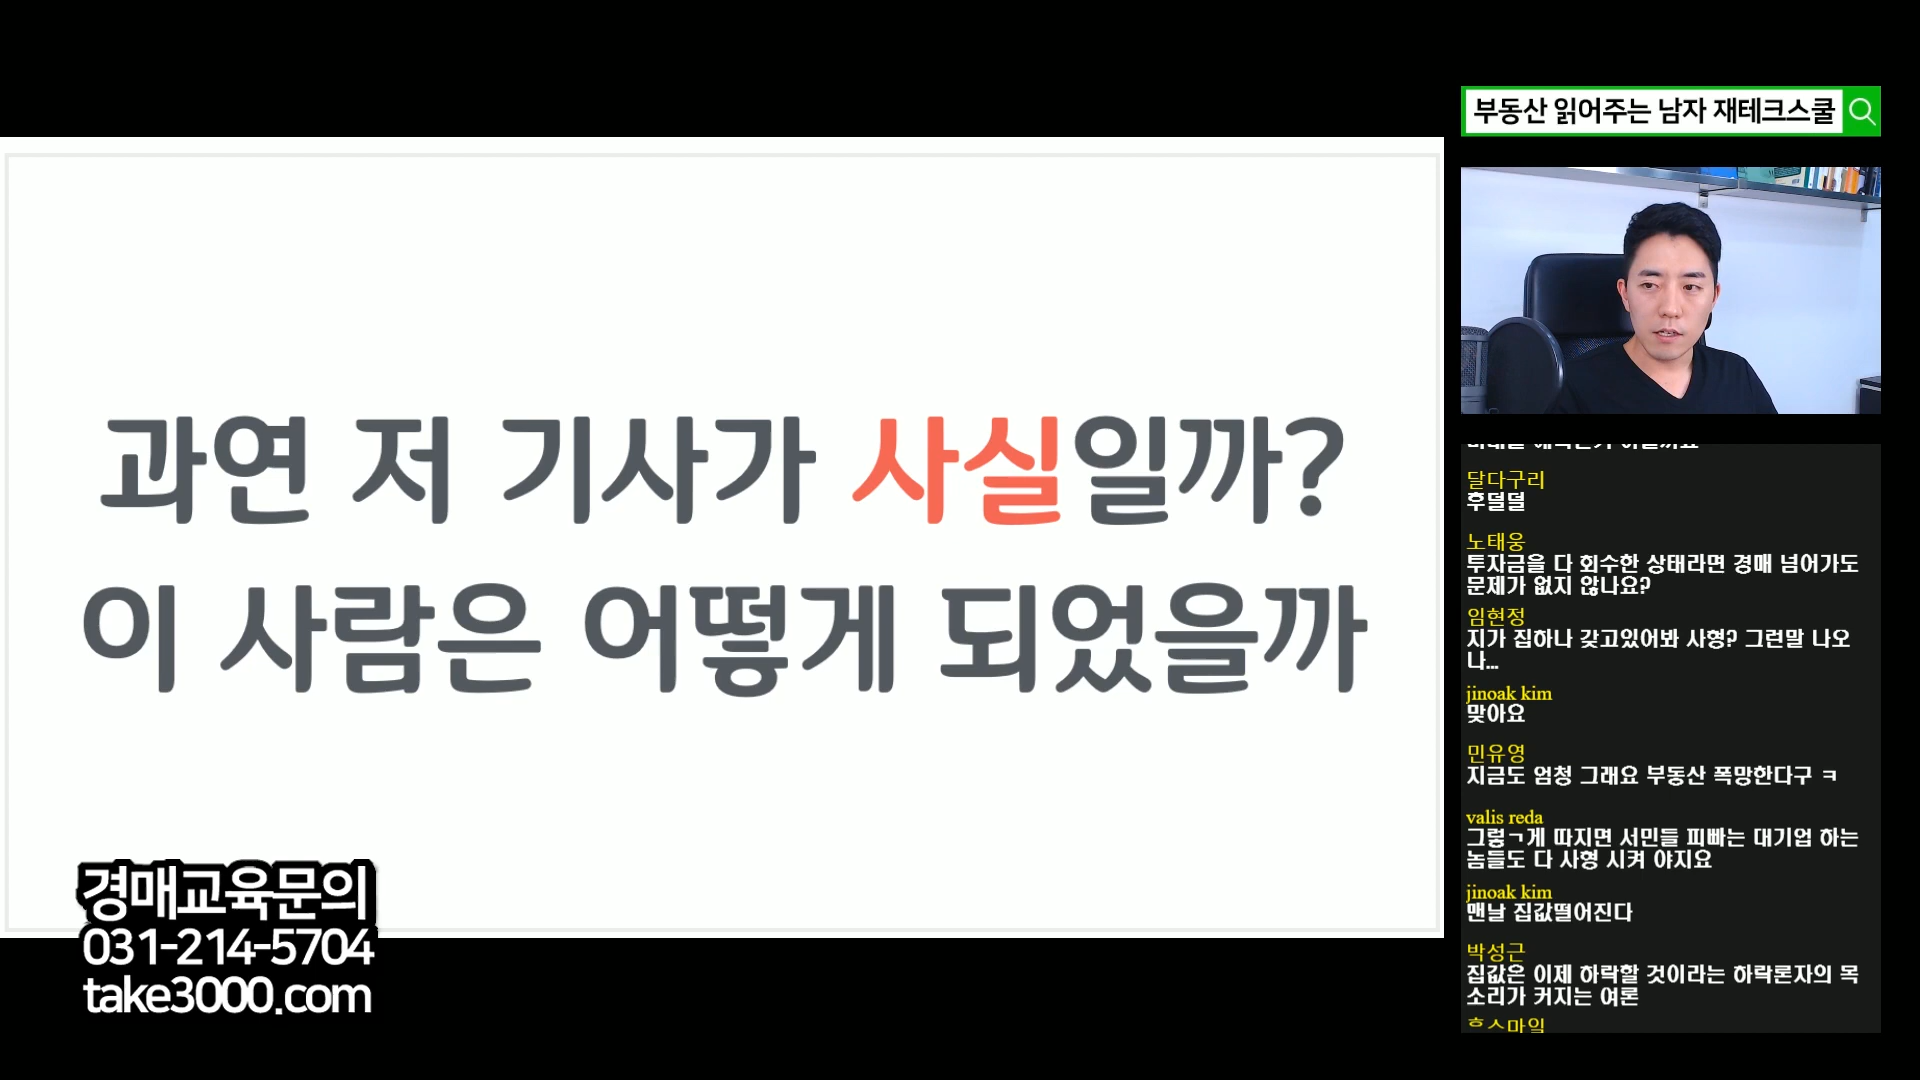 부동산 읽어주는 남자 재테크스쿨
과연 저 기사가 사실일까?
이 사람은 어떻게 되었을까
경매교육문의
031-214-5704
take3000.com
달다구리
후덜덜
노태웅
투자금을 다 회수한 상태라면 경매 넘어가도
문제가 없지 않나요?
임현정
지가 집하나 갖고있어봐 사형? 그런말 나오
나...
jinoak kim
맞아요
민유영
지금도 엄청 그래요 부동산 폭망한다구 ㅋ
valis reda
그렇ㄱ게 따지면 서민들 피빠는 대기업 하는
놈들도 다 사형 시켜 야지요
jinoak kim
맨날 집값떨어진다
박성근
집값은 이제 하락할 것이라는 하락론자의 목
소리가 커지는 여론